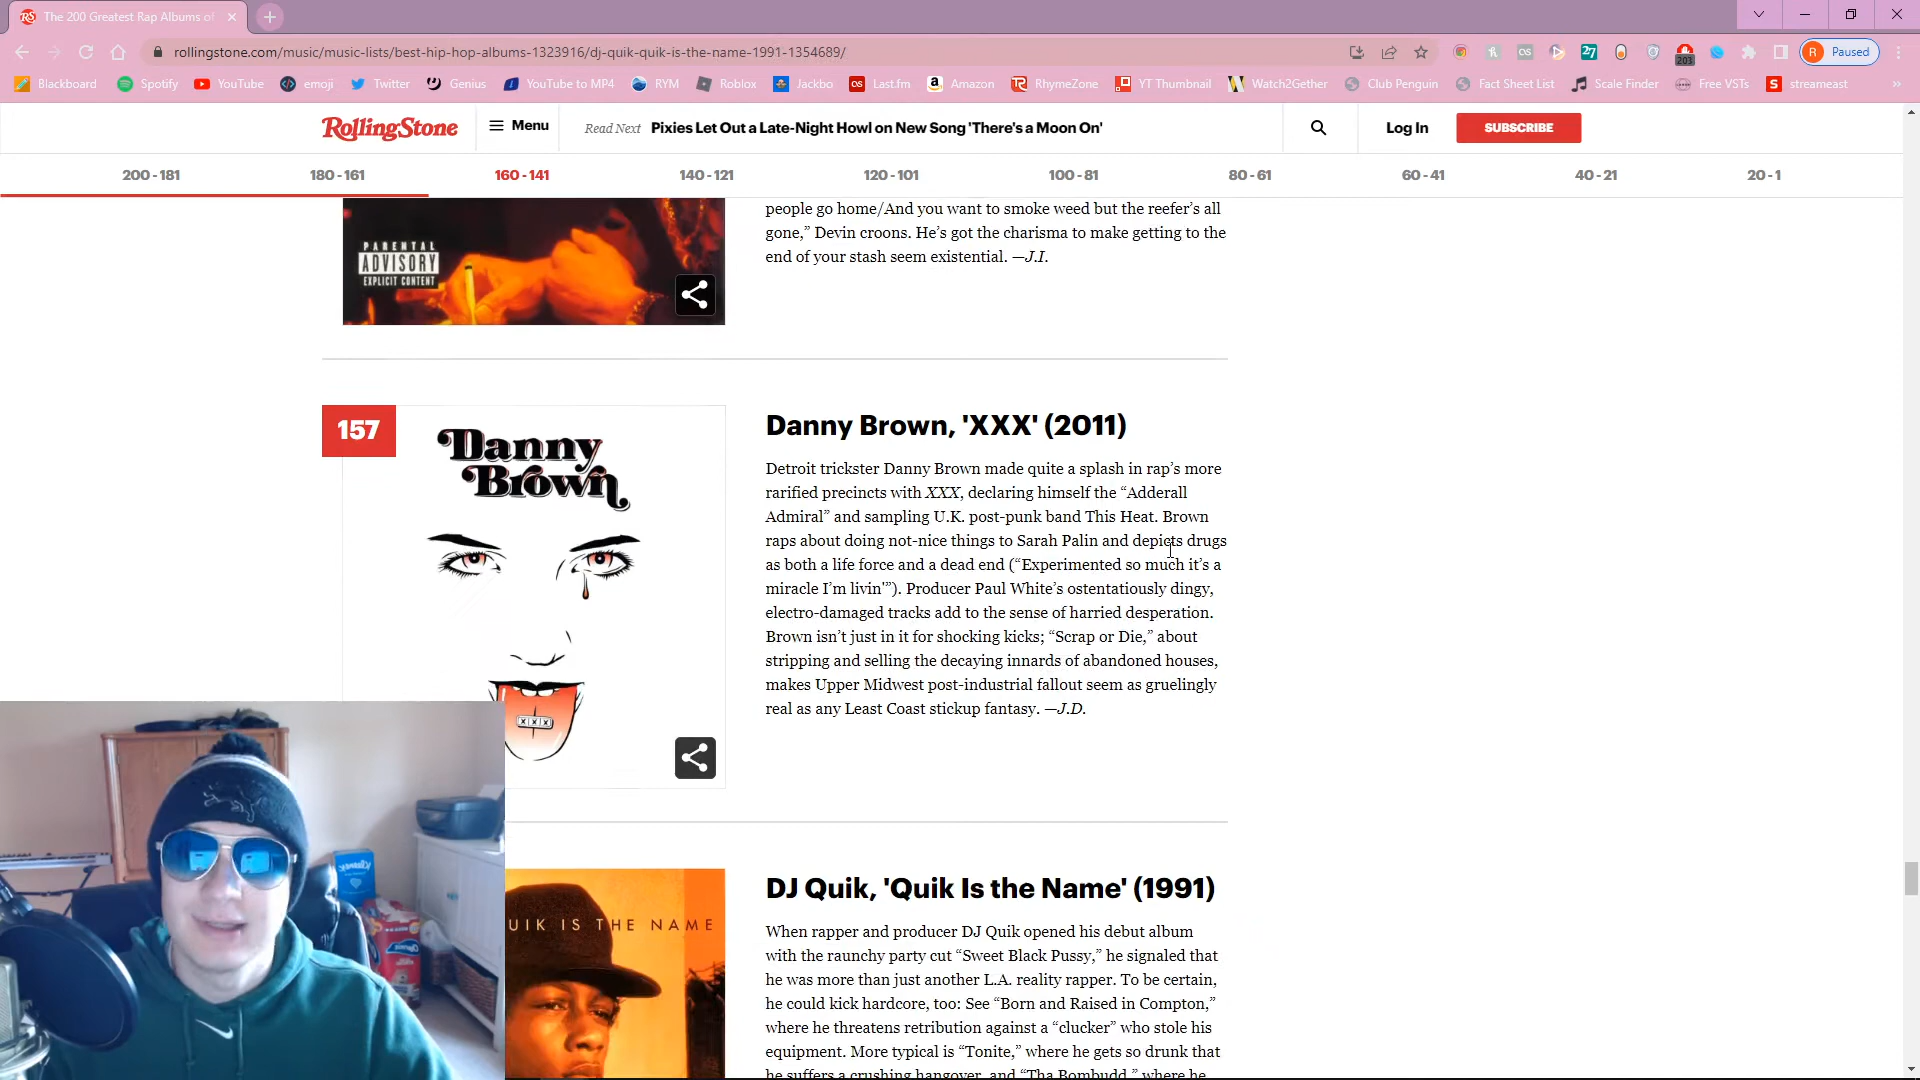 The 200 Greatest Rap Albums of
rollingstone.com/music/music-lists/best-hip-hop-albums-1323916/dj-quik-quik-is-the-name-1991-1354689/
27
203
R Paused
Blackboard Spotify YouTube emoji Twitter Genius YouTube to MP4 RYM Roblox Jackbo Last.fm Amazon RhymeZone YT Thumbnail Watch2Gether Club Penguin Fact Sheet List Scale Finder Free VSTs streameast
RollingStone
Menu
Read Next Pixies Let Out a Late-Night Howl on New Song 'There's a Moon On'
Log In
SUBSCRIBE
200 - 181 180 - 161 160 - 141 140 - 121 120 - 101 100 - 81 80 - 61 60 - 41 40 - 21 20 - 1
PARENTAL
ADVISORY
EXPLICIT CONTENT
people go home/And you want to smoke weed but the reefer’s all
gone,” Devin croons. He’s got the charisma to make getting to the
end of your stash seem existential. —J.I.
157
Danny
Brown
XXX
Danny Brown, 'XXX' (2011)
Detroit trickster Danny Brown made quite a splash in rap’s more
rarified precincts with XXX, declaring himself the “Adderall
Admiral” and sampling U.K. post-punk band This Heat. Brown
raps about doing not-nice things to Sarah Palin and depicts drugs
as both a life force and a dead end (“Experimented so much it’s a
miracle I’m livin'”). Producer Paul White’s ostentatiously dingy,
electro-damaged tracks add to the sense of harried desperation.
Brown isn’t just in it for shocking kicks; “Scrap or Die,” about
stripping and selling the decaying innards of abandoned houses,
makes Upper Midwest post-industrial fallout seem as gruelingly
real as any Least Coast stickup fantasy. —J.D.
UIK IS THE NAME
DJ Quik, 'Quik Is the Name' (1991)
When rapper and producer DJ Quik opened his debut album
with the raunchy party cut “Sweet Black Pussy,” he signaled that
he was more than just another L.A. reality rapper. To be certain,
he could kick hardcore, too: See “Born and Raised in Compton,”
where he threatens retribution against a “clucker” who stole his
equipment. More typical is “Tonite,” where he gets so drunk that
he suffers a crushing hangover, and “Tha Bombudd,” where he
Kleenex
Charmin